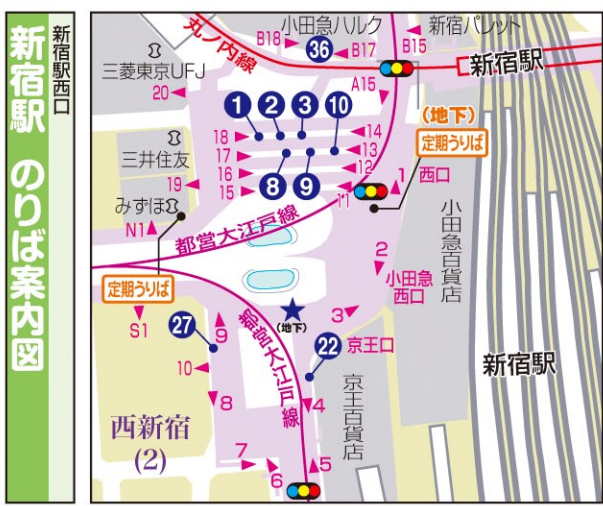 新宿駅西口
新宿駅 のりば案内図
小田急ハルク
新宿パレット
丸ノ内線
B18
36
B17
B15
新宿駅
三菱東京UFJ
20
A15
(地下)
定期うりば
1
2
3
10
18
14
17
13
三井住友
16
12
8
9
19
15
11
1
西口
みずほ
N1
都営大江戸線
小田急百貨店
2
定期うりば
小田急
西口
S1
3
(地下)
27
9
都営大江戸線
22
京王口
新宿駅
10
8
4
京王百貨店
西新宿
(2)
7
6
5